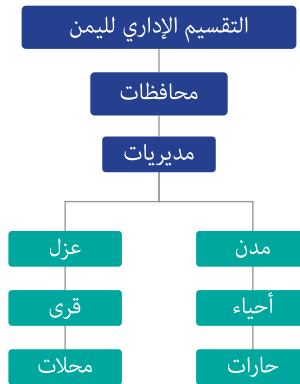 التقسيم الإداري لليمن
محافظات
مديريات
مدن
عزل
أحياء
قرى
حارات
محلات